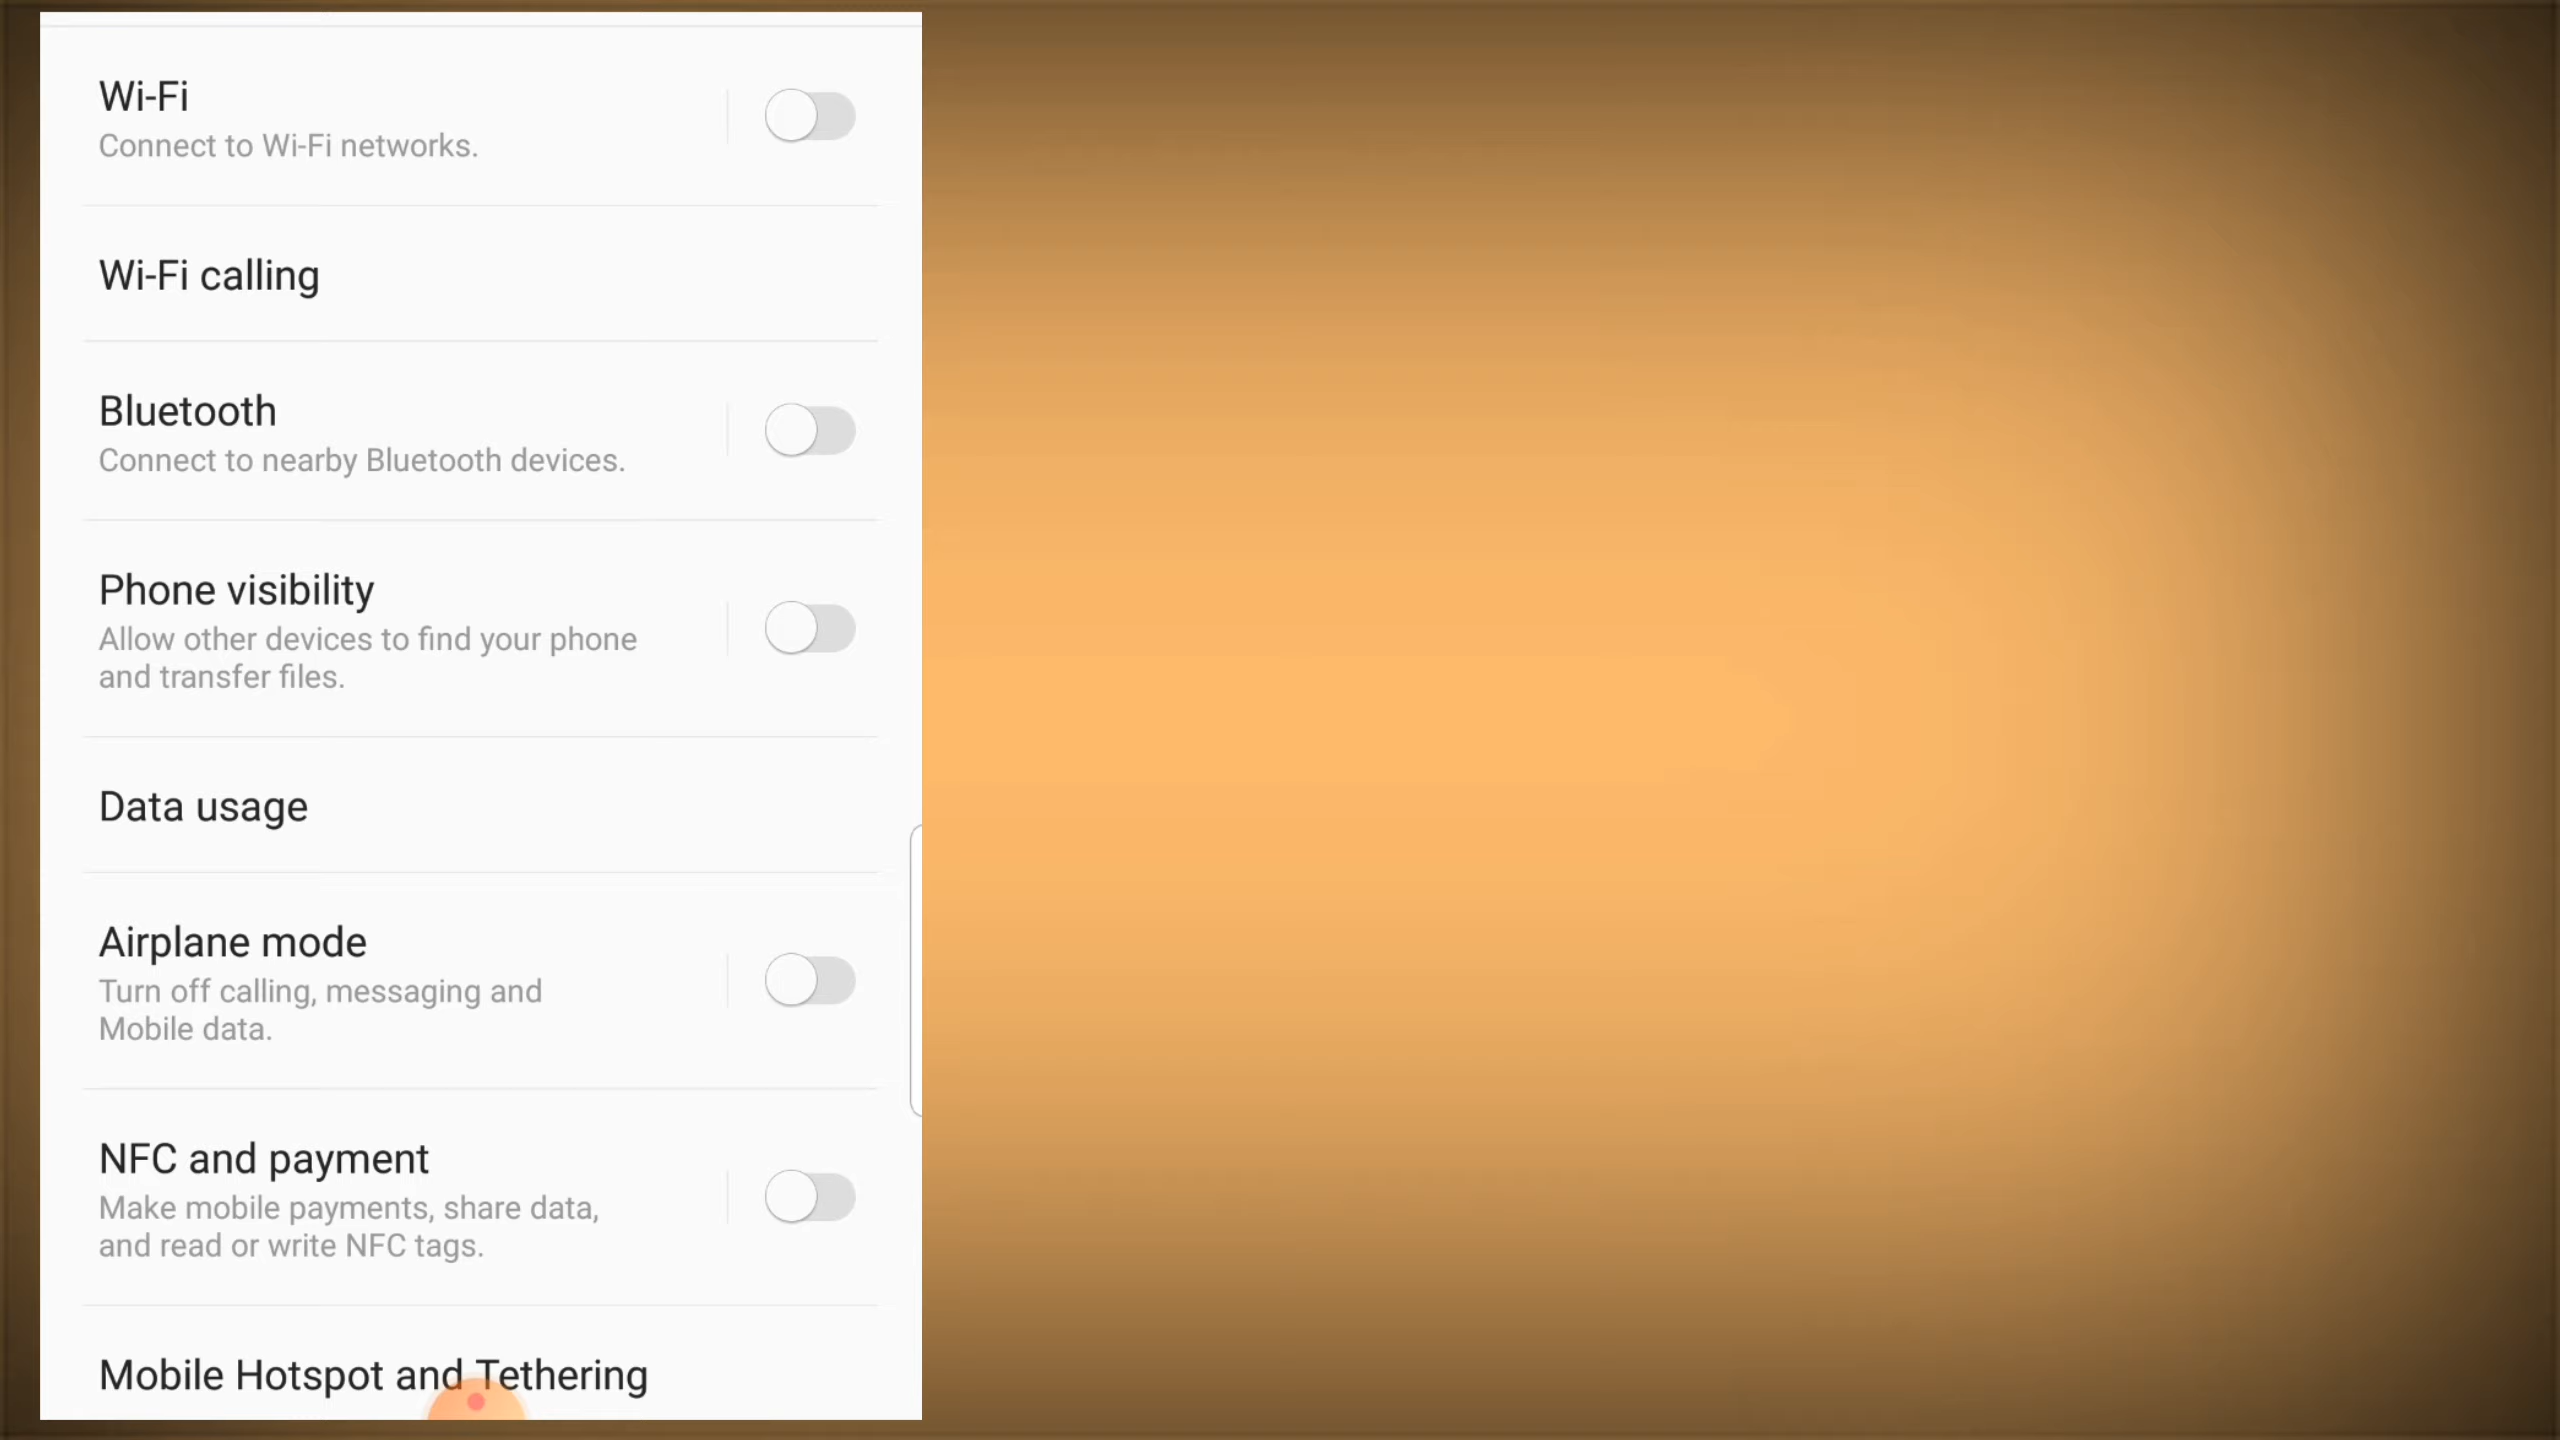 Wi-Fi
Connect to Wi-Fi networks.
Wi-Fi calling
Bluetooth
Connect to nearby Bluetooth devices.
Phone visibility
Allow other devices to find your phone
and transfer files.
Data usage
Airplane mode
Turn off calling, messaging and
Mobile data.
NFC and payment
Make mobile payments, share data,
and read or write NFC tags.
Mobile Hotspot and Tethering